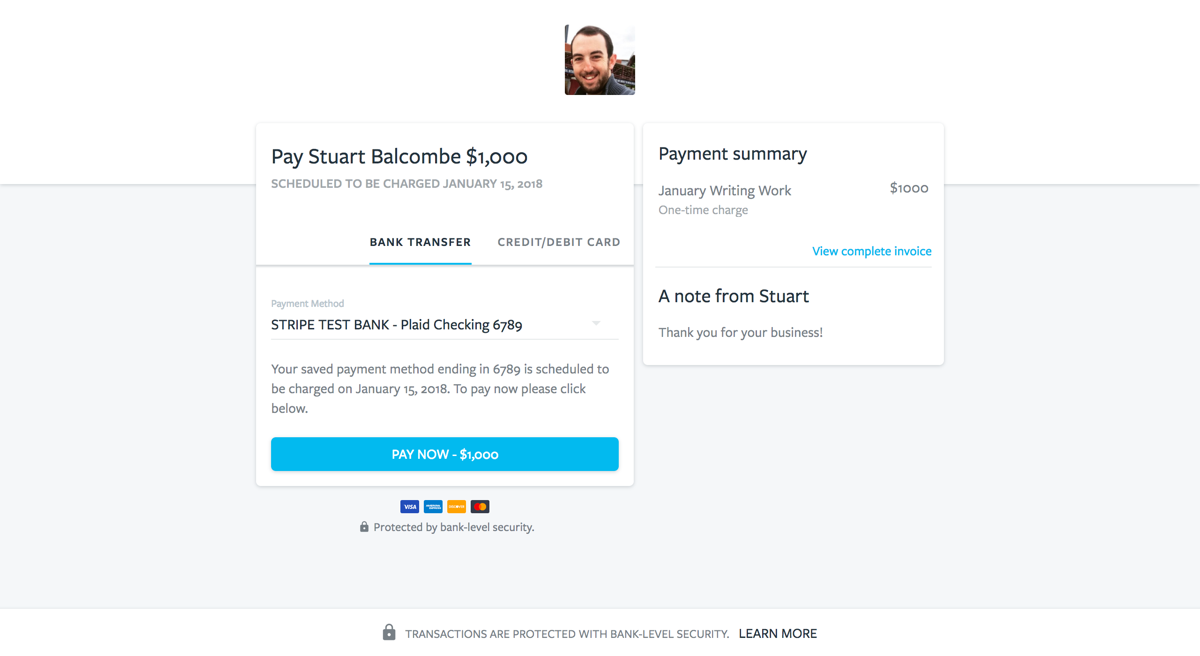 Pay Stuart Balcombe $1,000
SCHEDULED TO BE CHARGED JANUARY 15, 2018
BANK TRANSFER
CREDIT/DEBIT CARD
Payment Method
STRIPE TEST BANK - Plaid Checking 6789
Your saved payment method ending in 6789 is scheduled to
be charged on January 15, 2018. To pay now please click
below.
PAY NOW - $1,000
VISA
Protected by bank-level security.
Payment summary
January Writing Work
$1000
One-time charge
View complete invoice
A note from Stuart
Thank you for your business!
TRANSACTIONS ARE PROTECTED WITH BANK-LEVEL SECURITY.
LEARN MORE